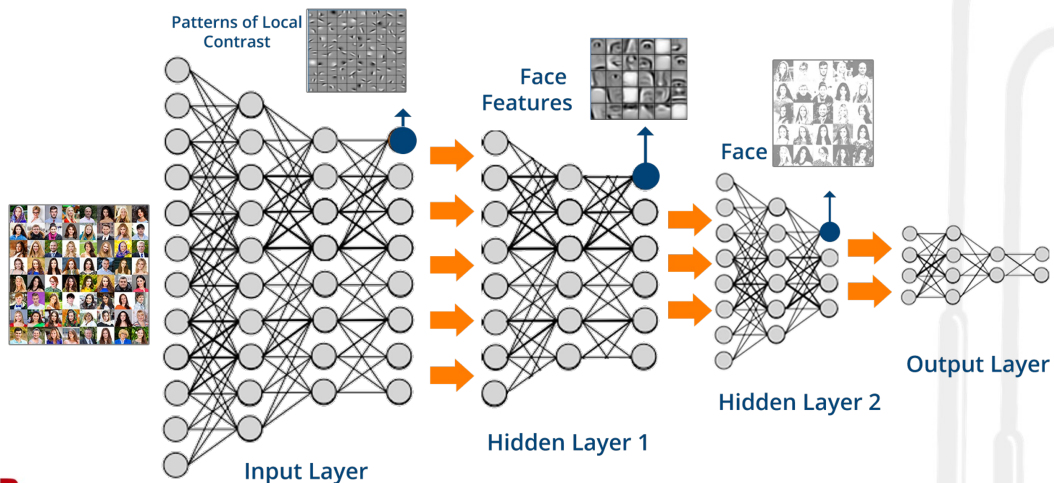 Patterns of Local
Contrast
Face
Features
Face
Input Layer
Hidden Layer 1
Hidden Layer 2
Output Layer